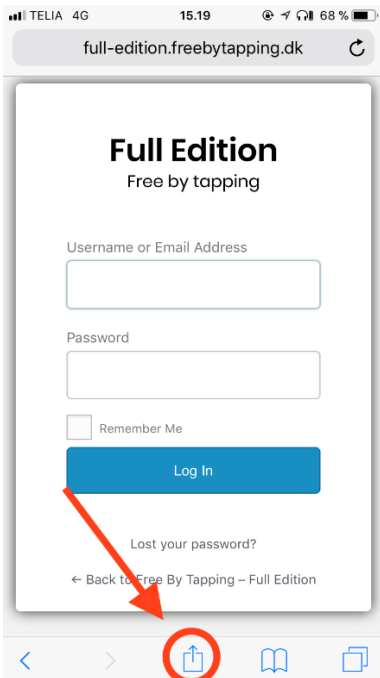 TELIA 4G 15.19 68 %
full-edition.freebytapping.dk
Full Edition
Free by tapping
Username or Email Address
Password
Remember Me
Log In
Lost your password?
← Back to Free By Tapping – Full Edition